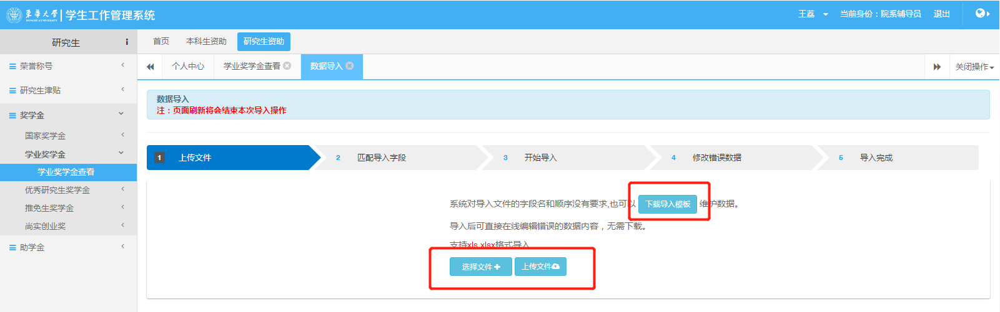 東華大学 学生工作管理系统
DONGHUA UNIVERSITY
王荔 当前身份：院系辅导员 退出
研究生
首页 本科生资助 研究生资助
荣誉称号
研究生津贴
奖学金
国家奖学金
学业奖学金
学业奖学金查看
优秀研究生奖学金
推免生奖学金
尚实创业奖
助学金
个人中心 学业奖学金查看 数据导入 关闭操作
数据导入
注：页面刷新将会结束本次导入操作
1 上传文件 2 匹配导入字段 3 开始导入 4 修改错误数据 5 导入完成
系统对导入文件的字段名和顺序没有要求,也可以 下载导入模板 维护数据。
导入后可直接在线编辑错误的数据内容，无需下载。
支持xls,xlsx格式导入
选择文件 上传文件